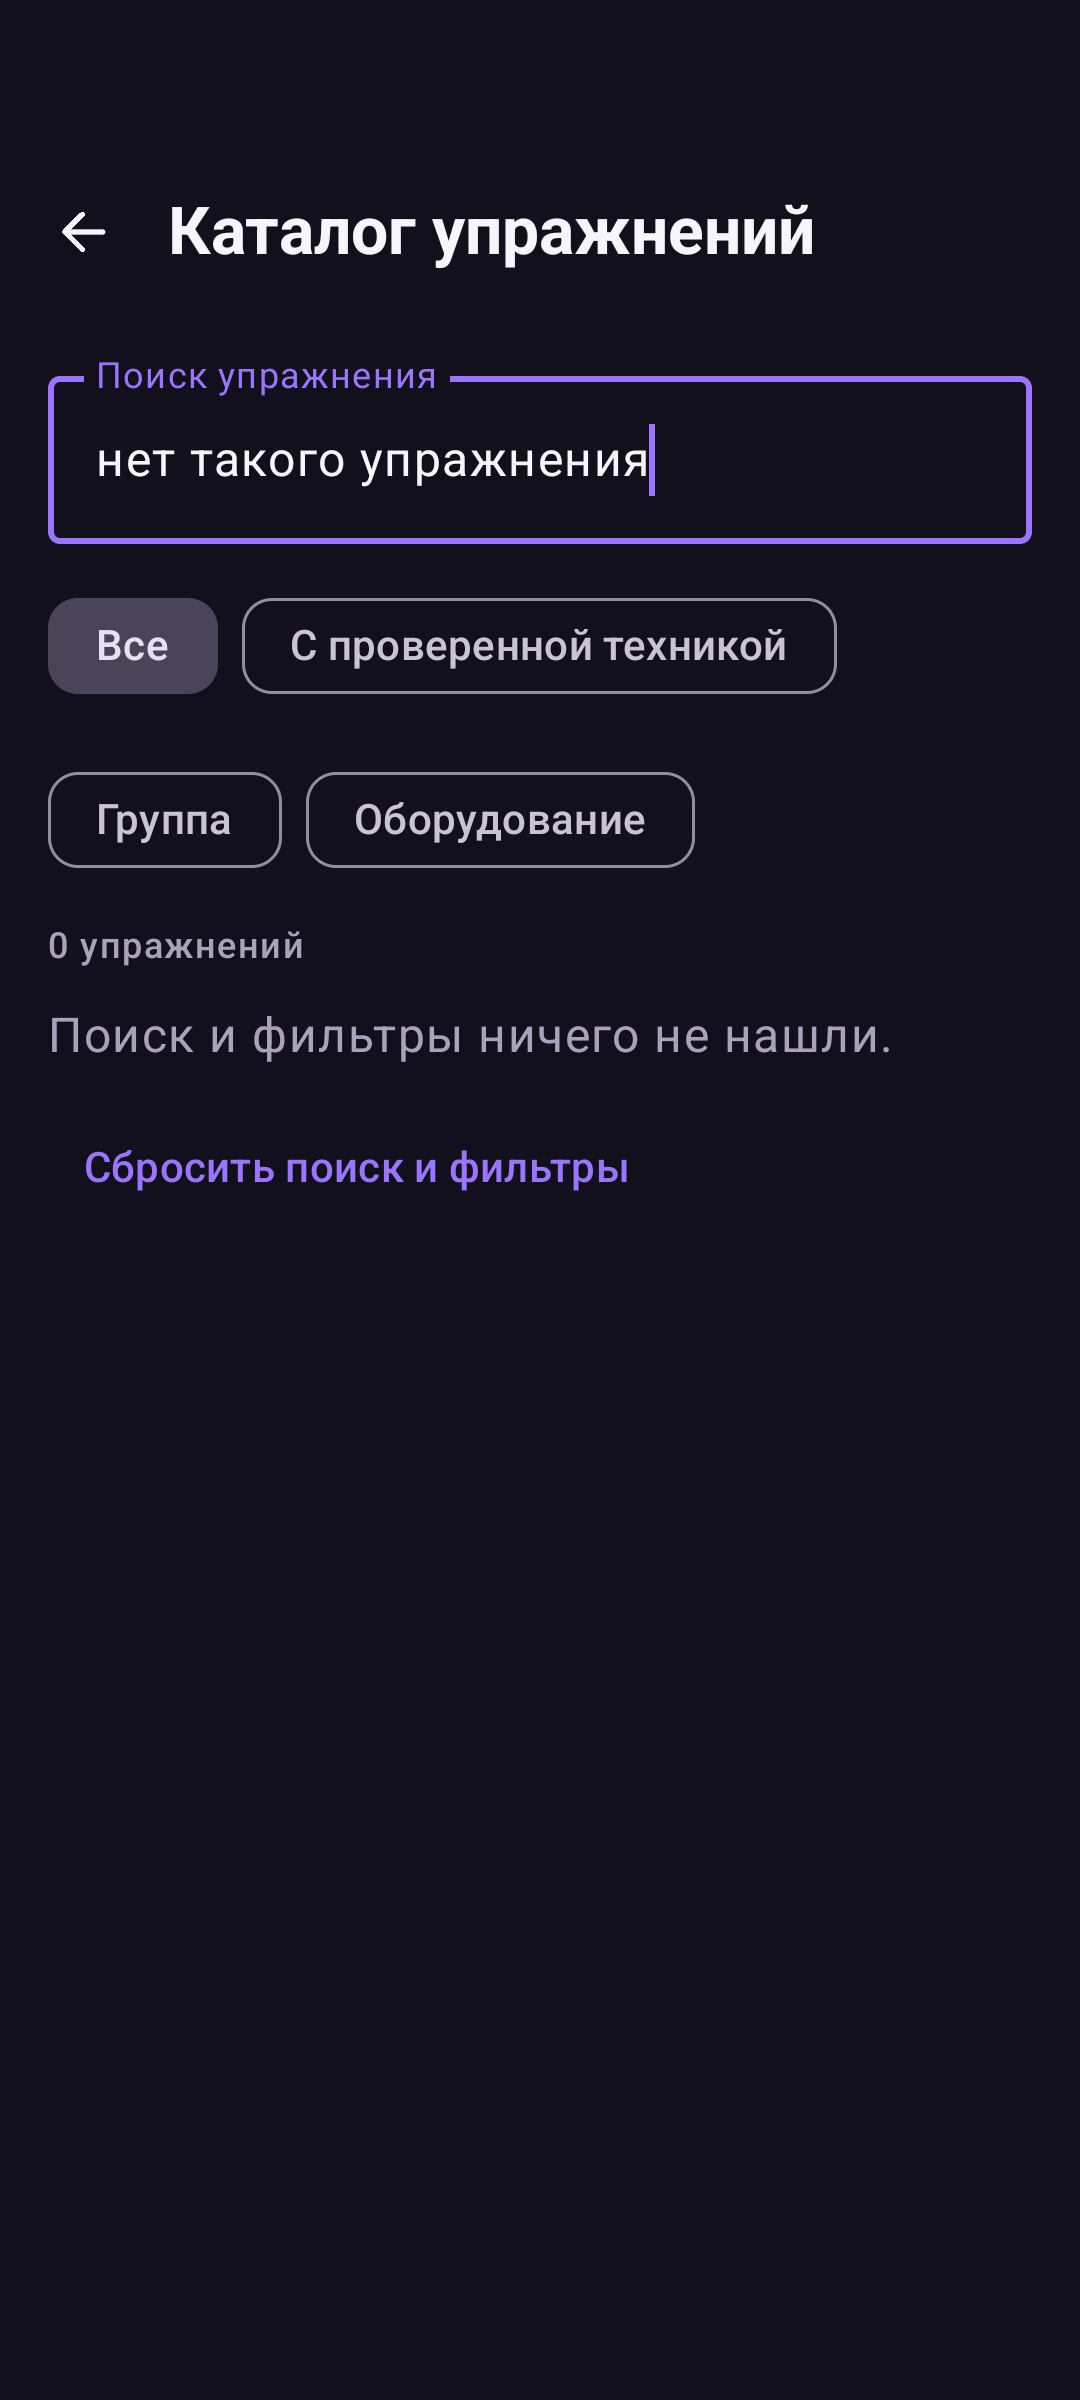 Каталог упражнений
Поиск упражнения
нет такого упражнения
Все
С проверенной техникой
Группа
Оборудование
0 упражнений
Поиск и фильтры ничего не нашли.
Сбросить поиск и фильтры